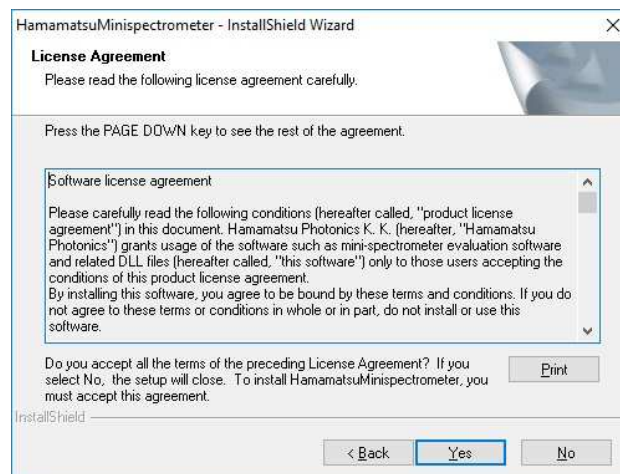 HamamatsuMinispectrometer - InstallShield Wizard
License Agreement
Please read the following license agreement carefully.
Press the PAGE DOWN key to see the rest of the agreement.
Software license agreement
Please carefully read the following conditions (hereafter called, "product license
agreement") in this document. Hamamatsu Photonics K. K. (hereafter, "Hamamatsu
Photonics") grants usage of the software such as mini-spectrometer evaluation software
and related DLL files (hereafter called, "this software") only to those users accepting the
conditions of this product license agreement.
By installing this software, you agree to be bound by these terms and conditions. If you do
not agree to these terms or conditions in whole or in part, do not install or use this
software.
Do you accept all the terms of the preceding License Agreement? If you
select No, the setup will close. To install HamamatsuMinispectrometer, you
must accept this agreement.
Print
InstallShield
< Back
Yes
No